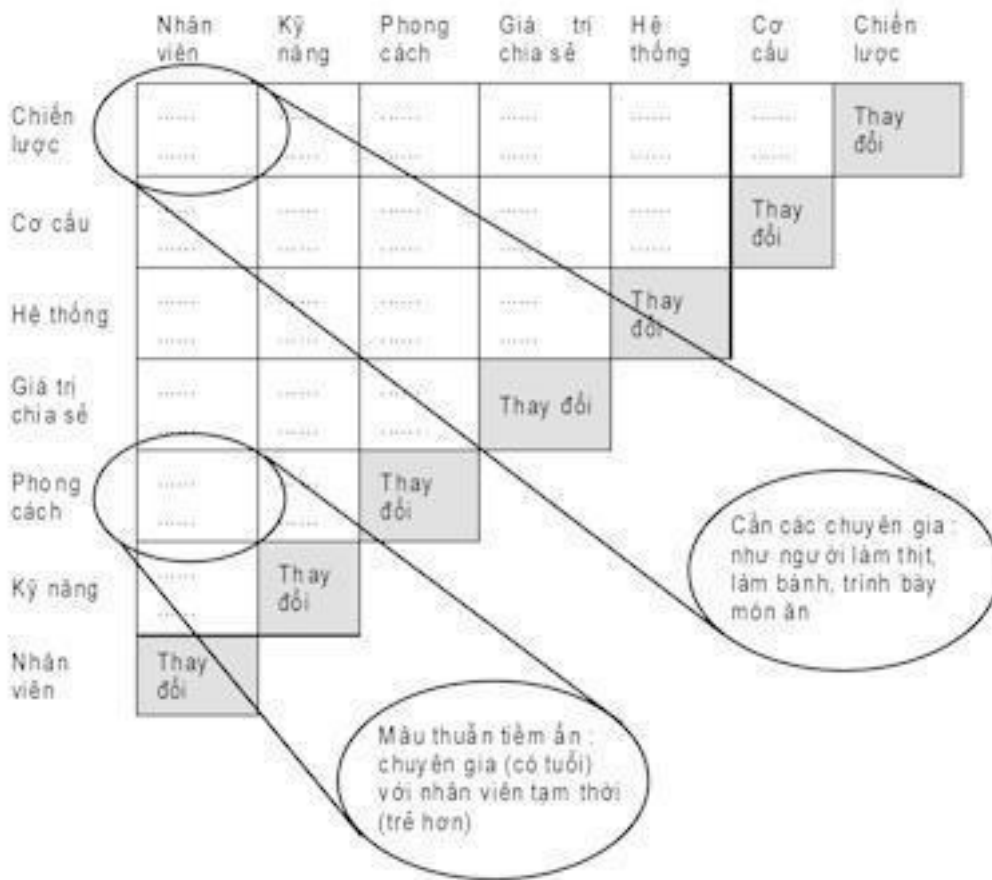 Nhân viên
Kỹ năng
Phong cách
Giá trị chia sẻ
Hệ thống
Cơ cấu
Chiến lược
Chiến lược
...... ...... ...... ...... ...... ......
...... ...... ...... ...... ...... ......
Thay đổi
Cơ cấu
...... ...... ...... ...... ......
...... ...... ...... ...... ......
Thay đổi
Hệ thống
...... ...... ...... ......
...... ...... ...... ......
Thay đổi
Giá trị chia sẻ
...... ...... ......
...... ...... ......
Thay đổi
Phong cách
...... ......
...... ......
Thay đổi
Kỹ năng
......
......
Thay đổi
Nhân viên
Thay đổi
Cần các chuyên gia :
như người làm thịt,
làm bánh, trình bày
món ăn
Mâu thuẫn tiềm ẩn :
chuyên gia (có tuổi)
với nhân viên tạm thời
(trẻ hơn)